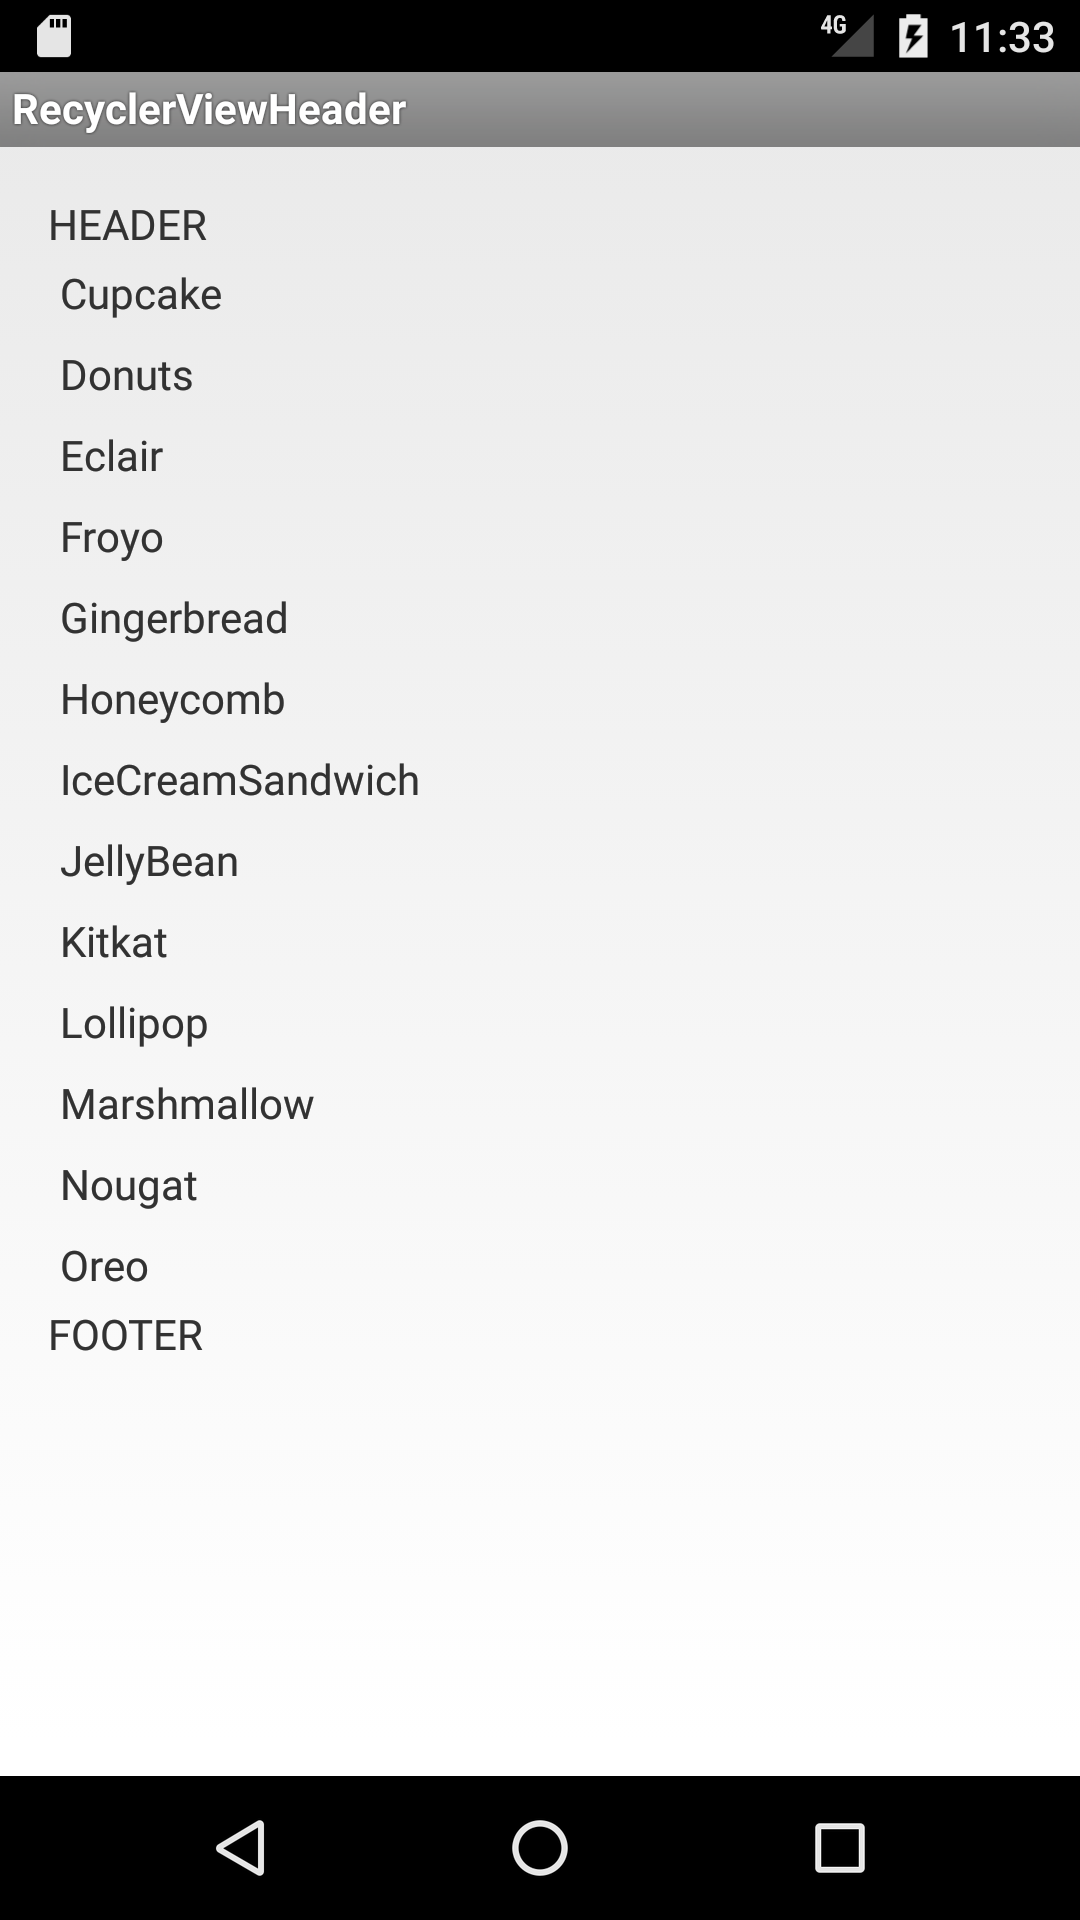 4G 11:33
RecyclerViewHeader
HEADER
Cupcake
Donuts
Eclair
Froyo
Gingerbread
Honeycomb
IceCreamSandwich
JellyBean
Kitkat
Lollipop
Marshmallow
Nougat
Oreo
FOOTER